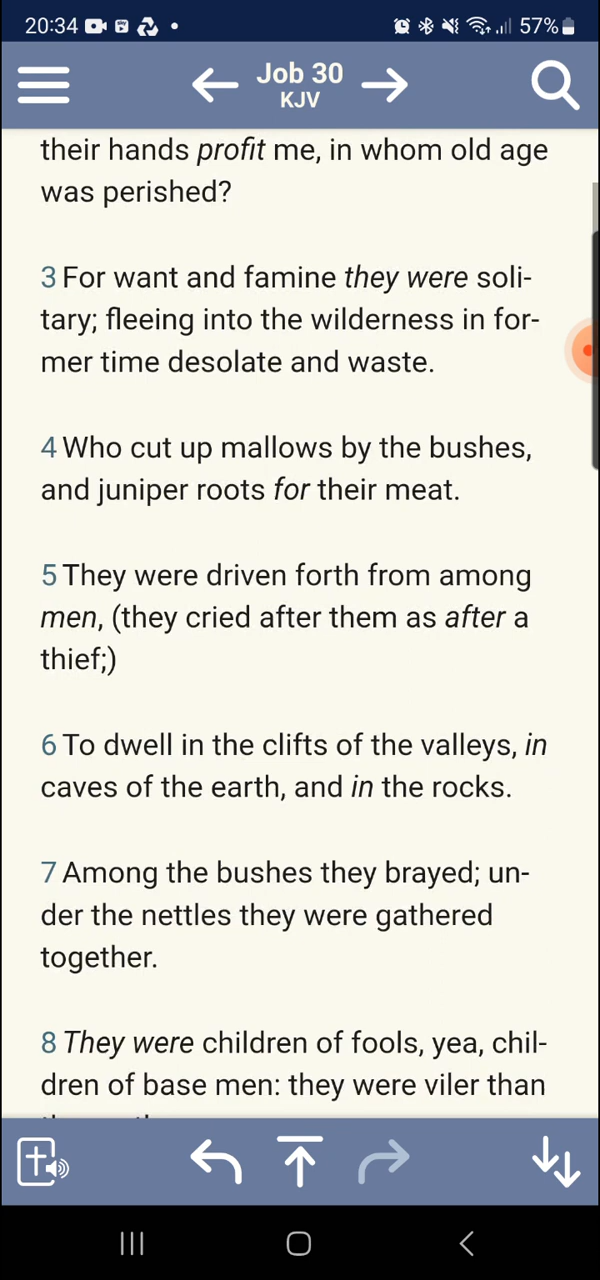 20:34
57%
Job 30
KJV
their hands profit me, in whom old age
was perished?
3 For want and famine they were soli-
tary; fleeing into the wilderness in for-
mer time desolate and waste.
4 Who cut up mallows by the bushes,
and juniper roots for their meat.
5 They were driven forth from among
men, (they cried after them as after a
thief;)
6 To dwell in the clifts of the valleys, in
caves of the earth, and in the rocks.
7 Among the bushes they brayed; un-
der the nettles they were gathered
together.
8 They were children of fools, yea, chil-
dren of base men: they were viler than